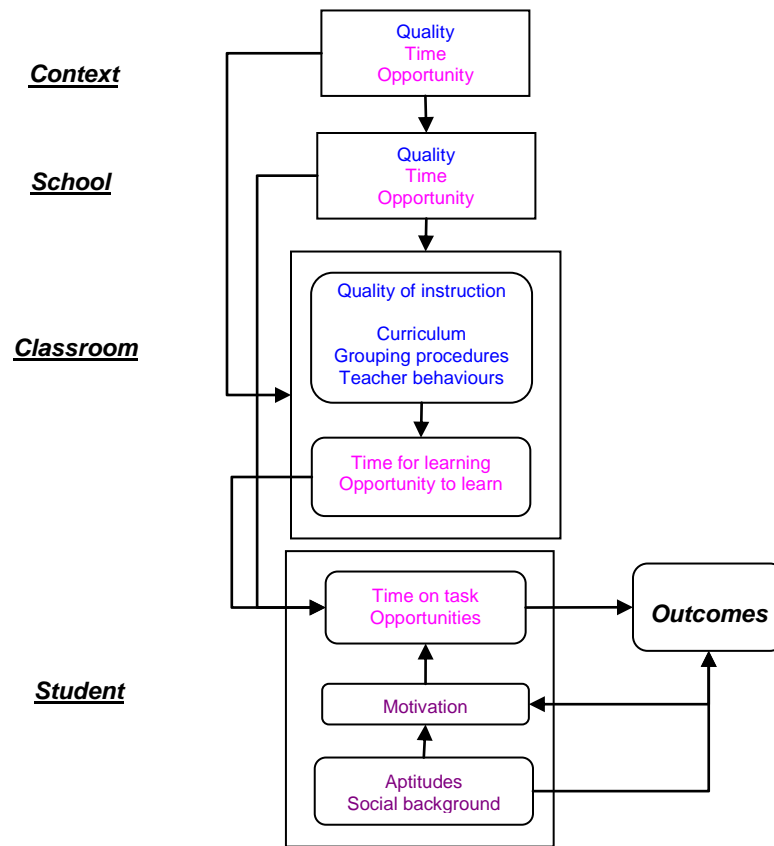 Context
Quality
Time
Opportunity
School
Quality
Time
Opportunity
Classroom
Quality of instruction
Curriculum
Grouping procedures
Teacher behaviours
Time for learning
Opportunity to learn
Student
Time on task
Opportunities
Outcomes
Motivation
Aptitudes
Social background